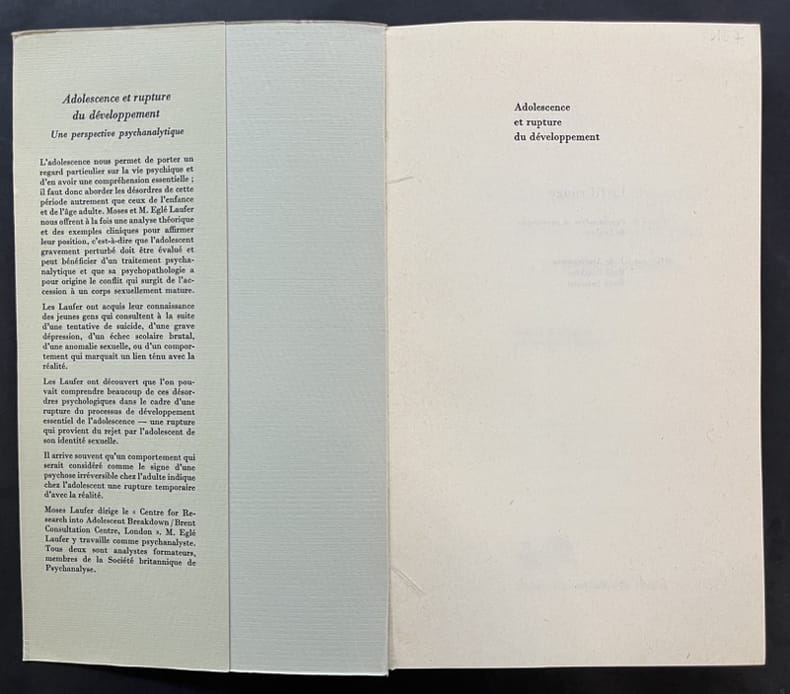 Adolescence et rupture
du développement
Une perspective psychanalytique
L'adolescence nous permet de porter un
regard particulier sur la vie psychique et
d'en avoir une compréhension essentielle ;
il faut donc aborder les désordres de cette
période autrement que ceux de l'enfance
et de l'âge adulte. Moses et M. Eglé Laufer
nous offrent à la fois une analyse théorique
et des exemples cliniques pour affirmer
leur position, c'est-à-dire que l'adolescent
gravement perturbé doit être évalué et
peut bénéficier d'un traitement psycha-
nalytique et que sa psychopathologie a
pour origine le conflit qui surgit de l'ac-
cession à un corps sexuellement mature.
Les Laufer ont acquis leur connaissance
des jeunes gens qui consultent à la suite
d'une tentative de suicide, d'une grave
dépression, d'un échec scolaire brutal,
d'une anomalie sexuelle, ou d'un compor-
tement qui marquait un lien ténu avec la
réalité.
Les Laufer ont découvert que l'on pou-
vait comprendre beaucoup de ces désor-
dres psychologiques dans le cadre d'une
rupture du processus de développement
essentiel de l'adolescence — une rupture
qui provient du rejet par l'adolescent de
son identité sexuelle.
Il arrive souvent qu'un comportement qui
serait considéré comme le signe d'une
psychose irréversible chez l'adulte indique
chez l'adolescent une rupture temporaire
d'avec la réalité.
Moses Laufer dirige le « Centre for Re-
search into Adolescent Breakdown/Brent
Consultation Centre, London ». M. Eglé
Laufer y travaille comme psychanalyste.
Tous deux sont analystes formateurs,
membres de la Société britannique de
Psychanalyse.
Adolescence
et rupture
du développement